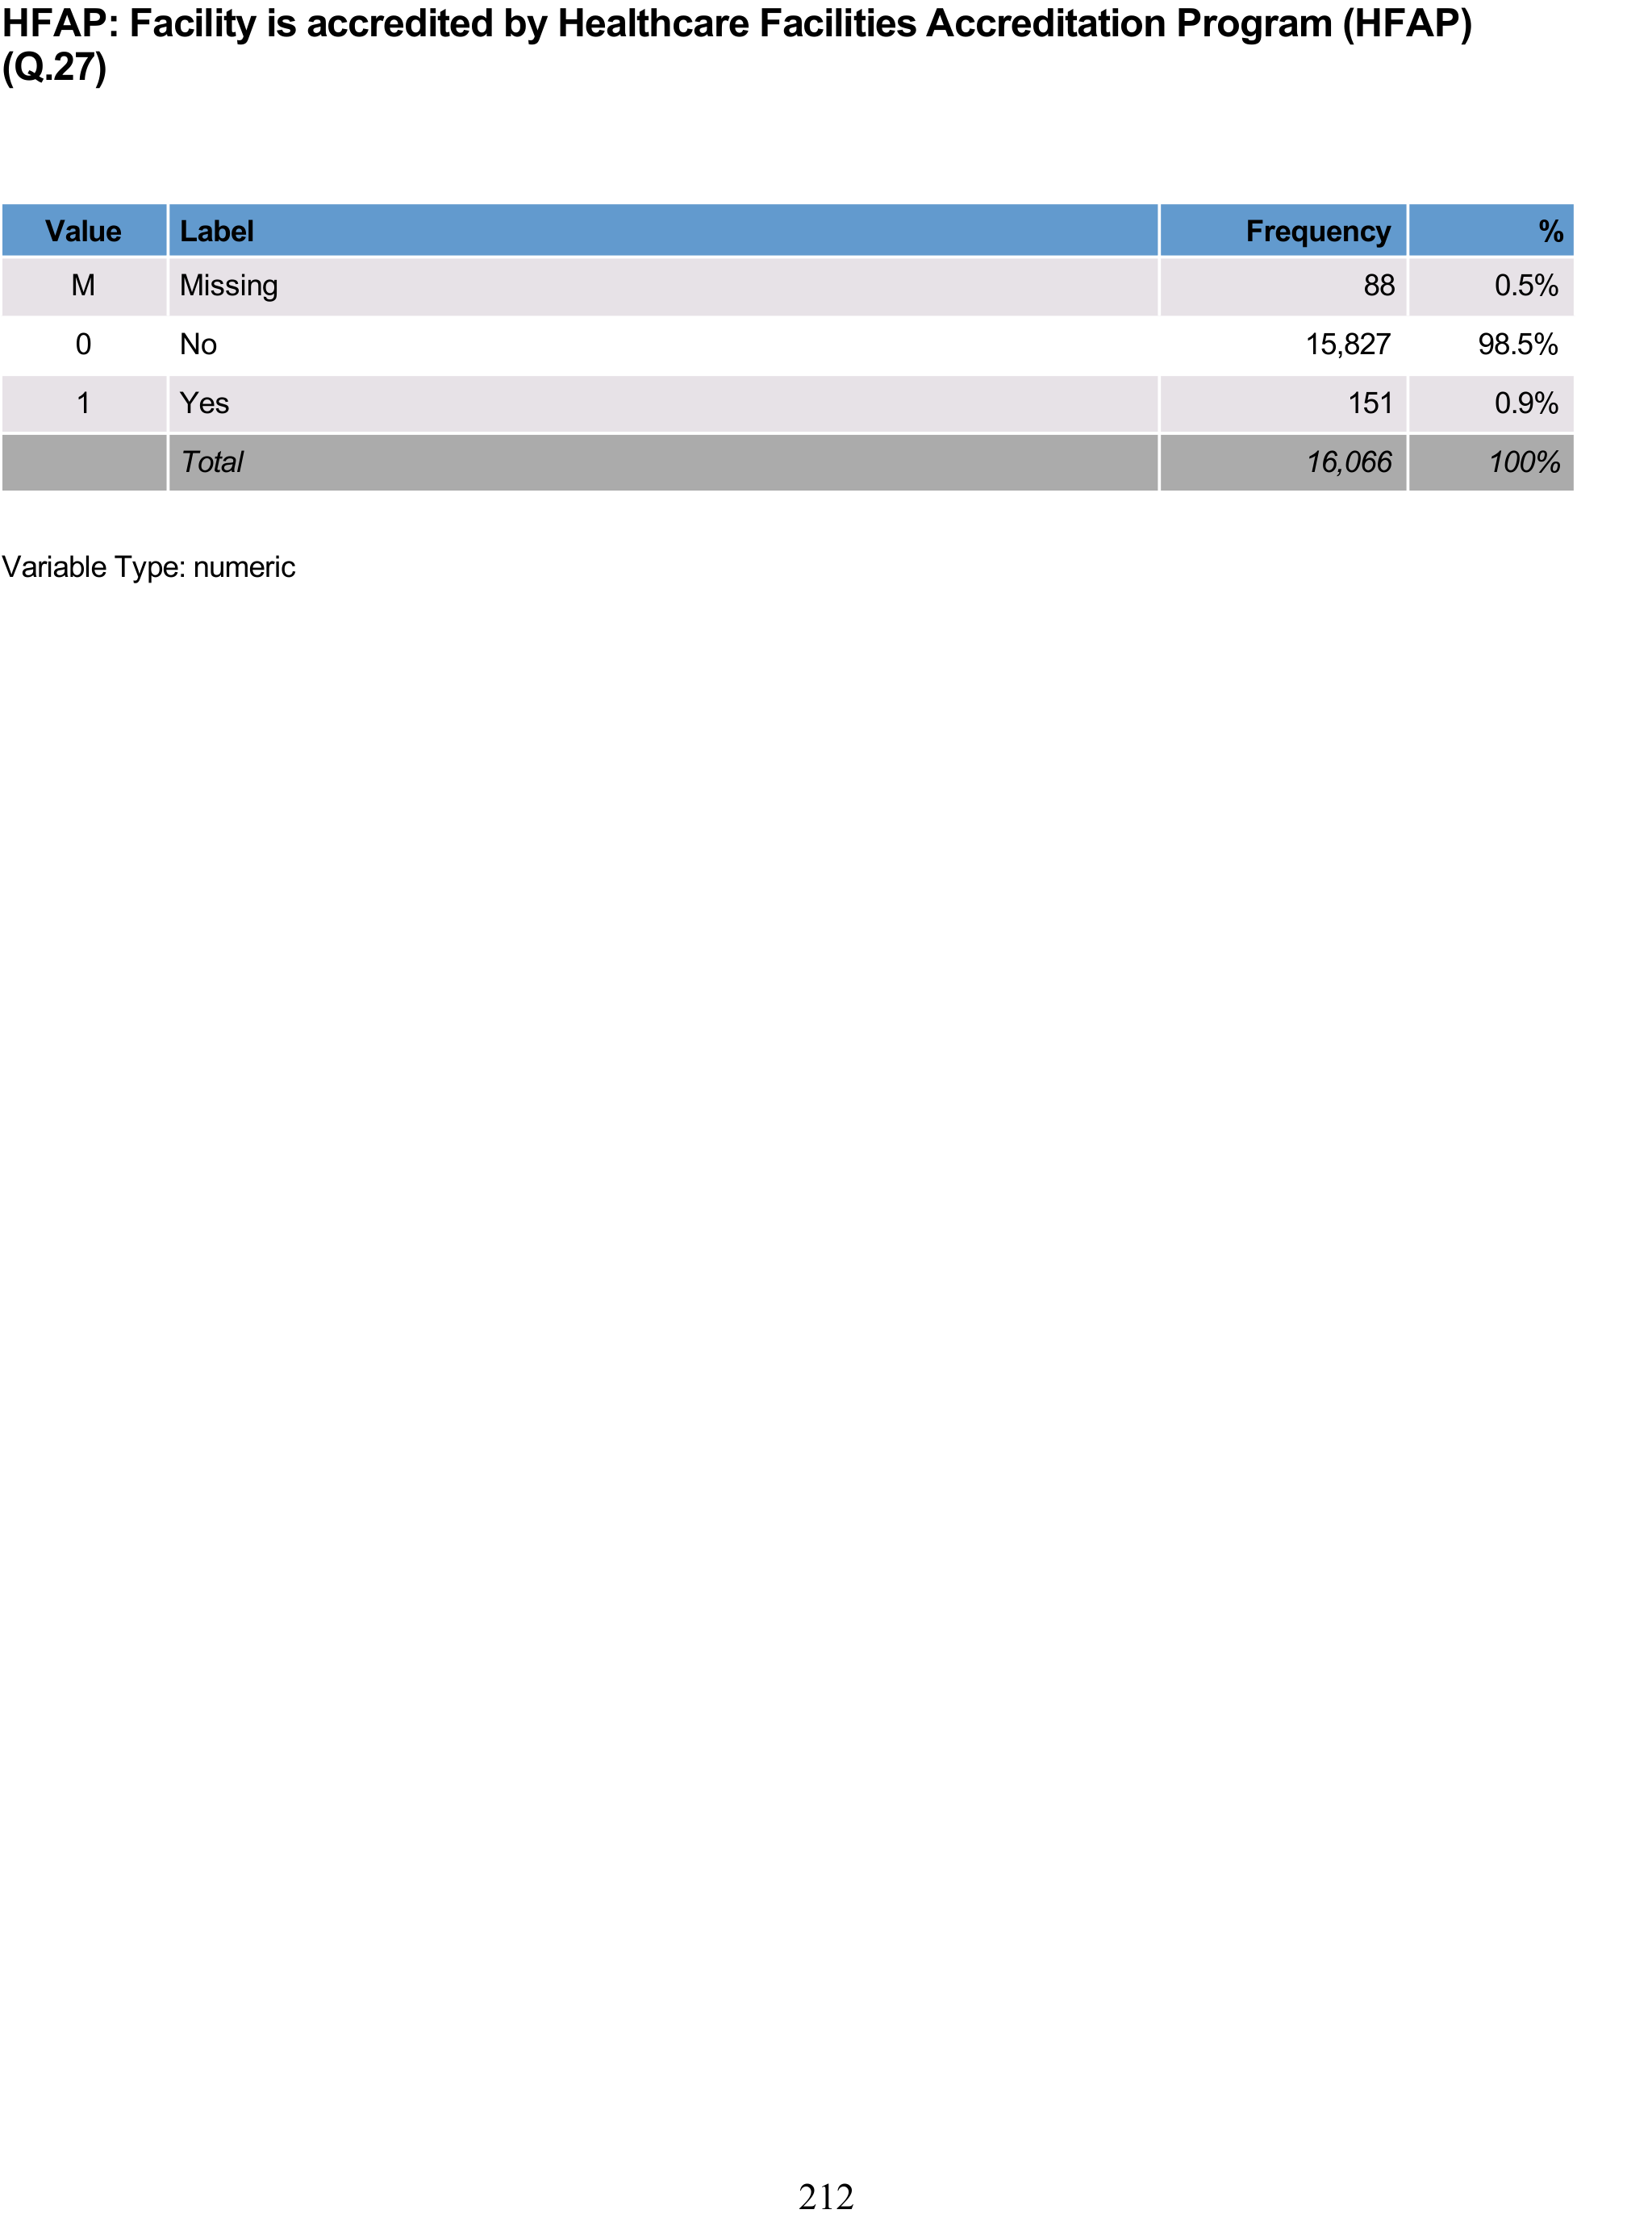 HFAP: Facility is accredited by Healthcare Facilities Accreditation Program (HFAP)
(Q.27)
Value Label Frequency %
M Missing 88 0.5%
0 No 15,827 98.5%
1 Yes 151 0.9%
Total 16,066 100%
Variable Type: numeric
212